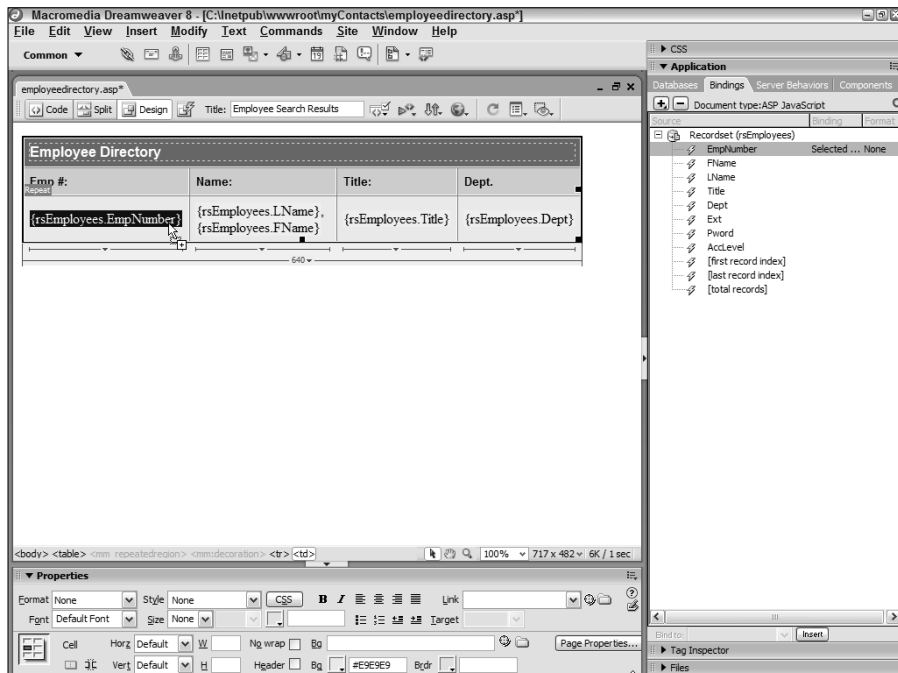 Macromedia Dreamweaver 8 - [C:\Inetpub\wwwroot\myContacts\employeedirectory.asp*]
File Edit View Insert Modify Text Commands Site Window Help
Common
employeedirectory.asp*
Code Split Design Title: Employee Search Results
Employee Directory
Emp #: Name: Title: Dept.
Repeat
{rsEmployees.EmpNumber} {rsEmployees.LName}, {rsEmployees.Title} {rsEmployees.Dept}
{rsEmployees.FName}
640
<body> <table> <mm_repeatedregion> <mm:decoration> <tr> <td> 100% 717 x 482 6K / 1 sec
CSS
Application
Databases Bindings Server Behaviors Components
Document type:ASP JavaScript
Source Binding Format
Recordset (rsEmployees)
EmpNumber Selected ... None
FName
LName
Title
Dept
Ext
Pword
AccLevel
[first record index]
[last record index]
[total records]
Bind to: Insert
Tag Inspector
Files
Properties
Format None Style None CSS B I Link
Font Default Font Size None Target
Cell Horz Default W No wrap Bg Page Properties...
Vert Default H Header Bg #E9E9E9 Brdr